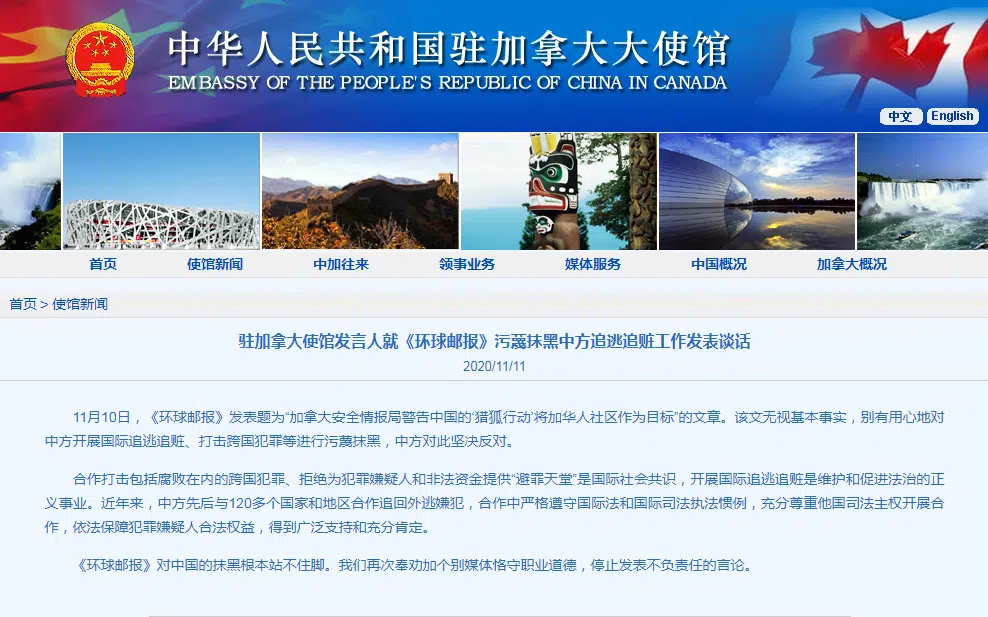 中华人民共和国驻加拿大大使馆
EMBASSY OF THE PEOPLE'S REPUBLIC OF CHINA IN CANADA
中文 English
首页 使馆新闻 中加往来 领事业务 媒体服务 中国概况 加拿大概况
首页 > 使馆新闻
驻加拿大使馆发言人就《环球邮报》污蔑抹黑中方追逃追赃工作发表谈话
2020/11/11
11月10日，《环球邮报》发表题为“加拿大安全情报局警告中国的‘猎狐行动’将加华人社区作为目标”的文章。该文无视基本事实，别有用心地对
中方开展国际追逃追赃、打击跨国犯罪等进行污蔑抹黑，中方对此坚决反对。
合作打击包括腐败在内的跨国犯罪、拒绝为犯罪嫌疑人和非法资金提供“避罪天堂”是国际社会共识，开展国际追逃追赃是维护和促进法治的正
义事业。近年来，中方先后与120多个国家和地区合作追回外逃嫌犯，合作中严格遵守国际法和国际司法执法惯例，充分尊重他国司法主权开展合
作，依法保障犯罪嫌疑人合法权益，得到广泛支持和充分肯定。
《环球邮报》对中国的抹黑根本站不住脚。我们再次奉劝加个别媒体恪守职业道德，停止发表不负责任的言论。